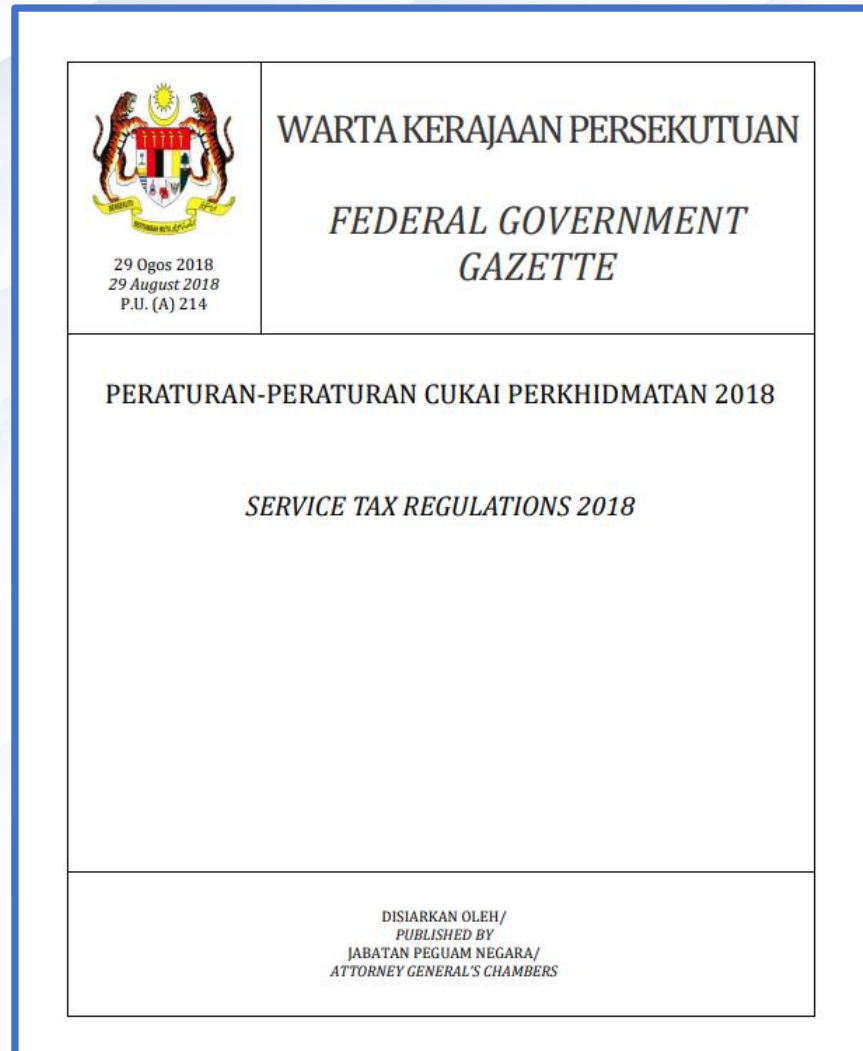 WARTA KERAJAAN PERSEKUTUAN
FEDERAL GOVERNMENT
GAZETTE
29 Ogos 2018
29 August 2018
P.U. (A) 214
PERATURAN-PERATURAN CUKAI PERKHIDMATAN 2018
SERVICE TAX REGULATIONS 2018
DISIARKAN OLEH/
PUBLISHED BY
JABATAN PEGUAM NEGARA/
ATTORNEY GENERAL'S CHAMBERS